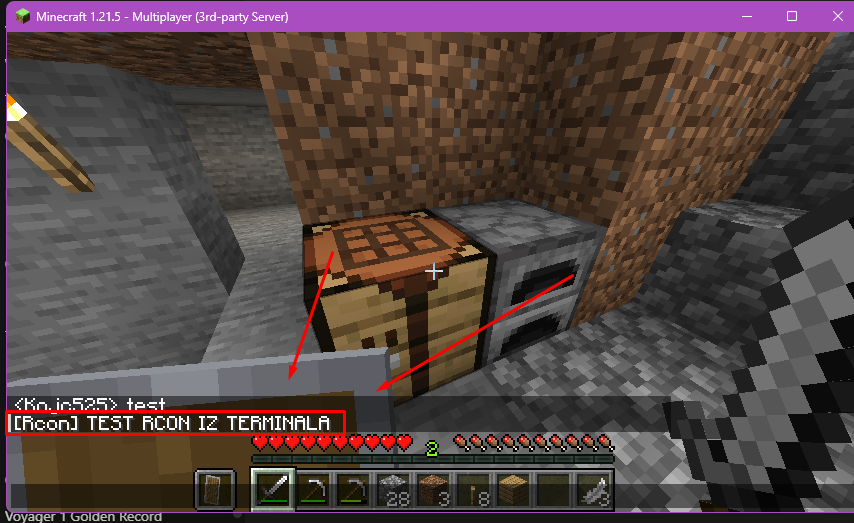 Minecraft 1.21.5 - Multiplayer (3rd-party Server)
test
[Rcon] TEST RCON IZ TERMINALA
2
28
3
8
3
Voyager 1 Golden Record